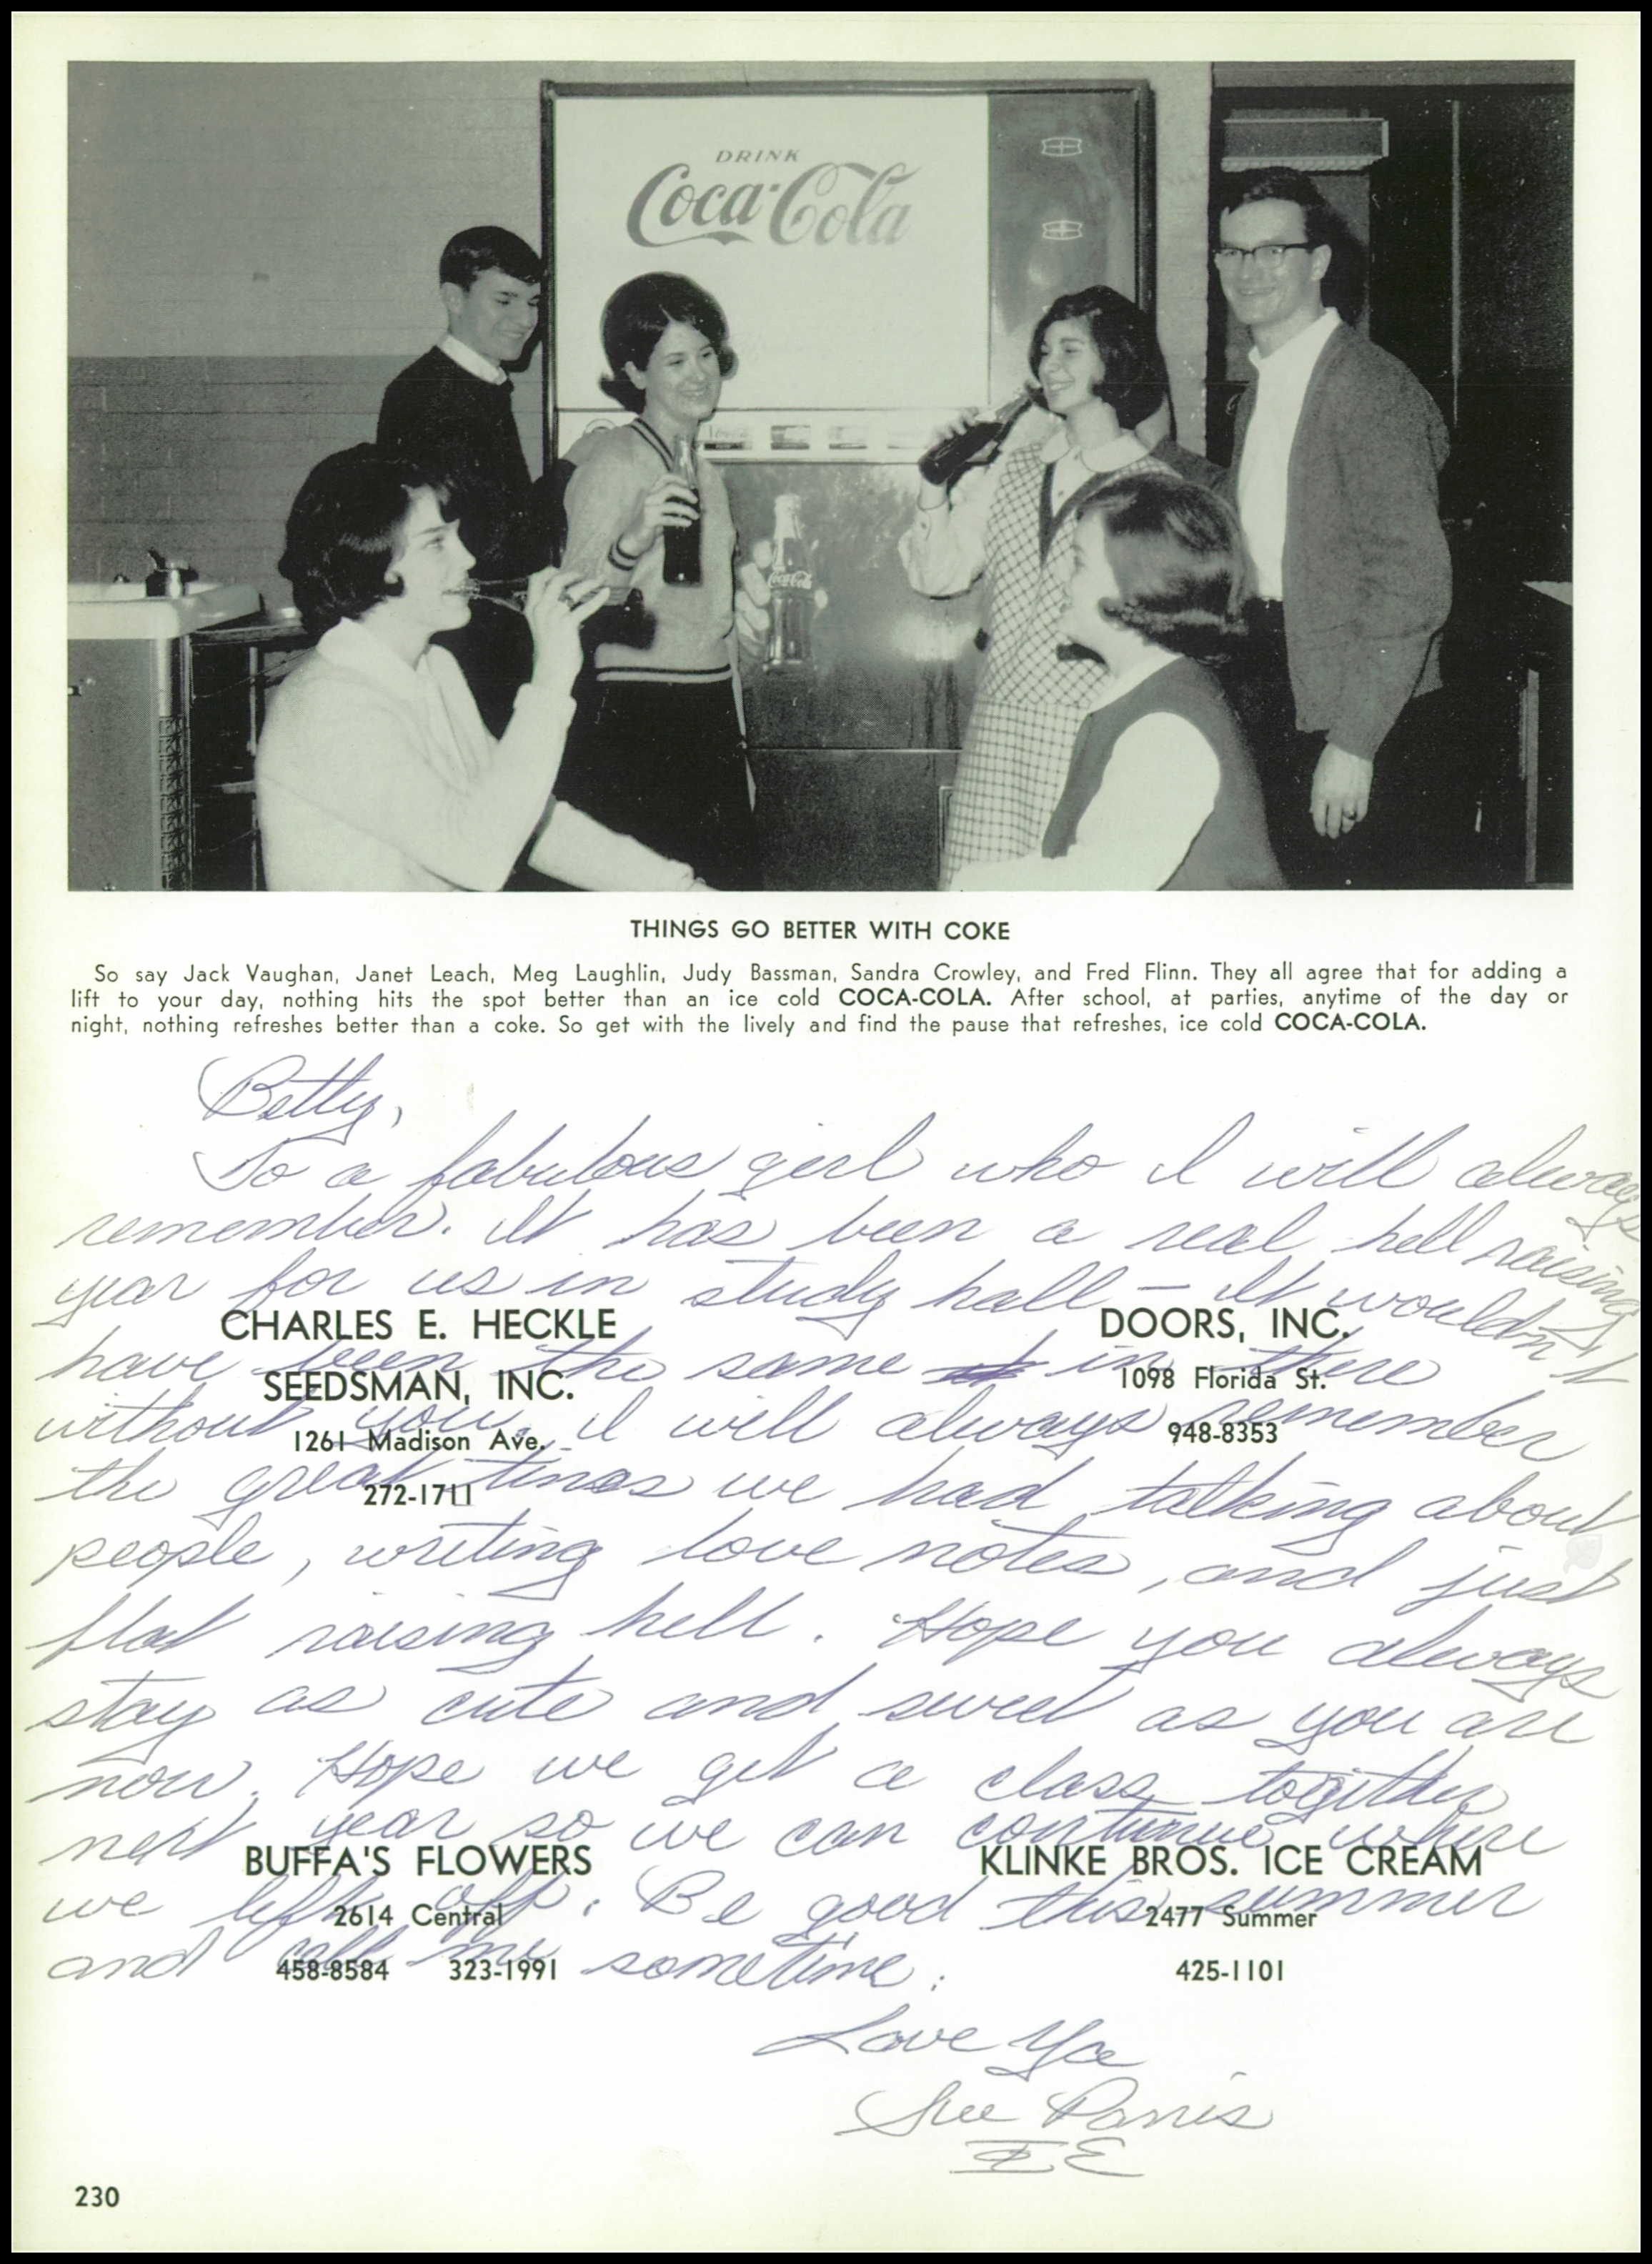 DRINK
Coca-Cola
Coca-Cola
THINGS GO BETTER WITH COKE
So say Jack Vaughan, Janet Leach, Meg Laughlin, Judy Bassman, Sandra Crowley, and Fred Flinn. They all agree that for adding a
lift to your day, nothing hits the spot better than an ice cold COCA-COLA. After school, at parties, anytime of the day or
night, nothing refreshes better than a coke. So get with the lively and find the pause that refreshes, ice cold COCA-COLA.
Betty,
To a fabulous girl who I will always
remember. It has been a real hell raising
year for us in study hall - It wouldn't
CHARLES E. HECKLE
DOORS, INC.
have been the same in there
SEEDSMAN, INC.
1098 Florida St.
without you. I will always remember
1261 Madison Ave.
948-8353
the great times we had talking about
272-1711
people, writing love notes, and just
flat raising hell. Hope you always
stay as cute and sweet as you are
now. Hope we get a class together
next year so we can continue where
BUFFA'S FLOWERS
KLINKE BROS. ICE CREAM
we left off. Be good this summer
2614 Central
2477 Summer
and call me sometime.
458-8584 323-1991
425-1101
Love Ya
Sue Parris
230